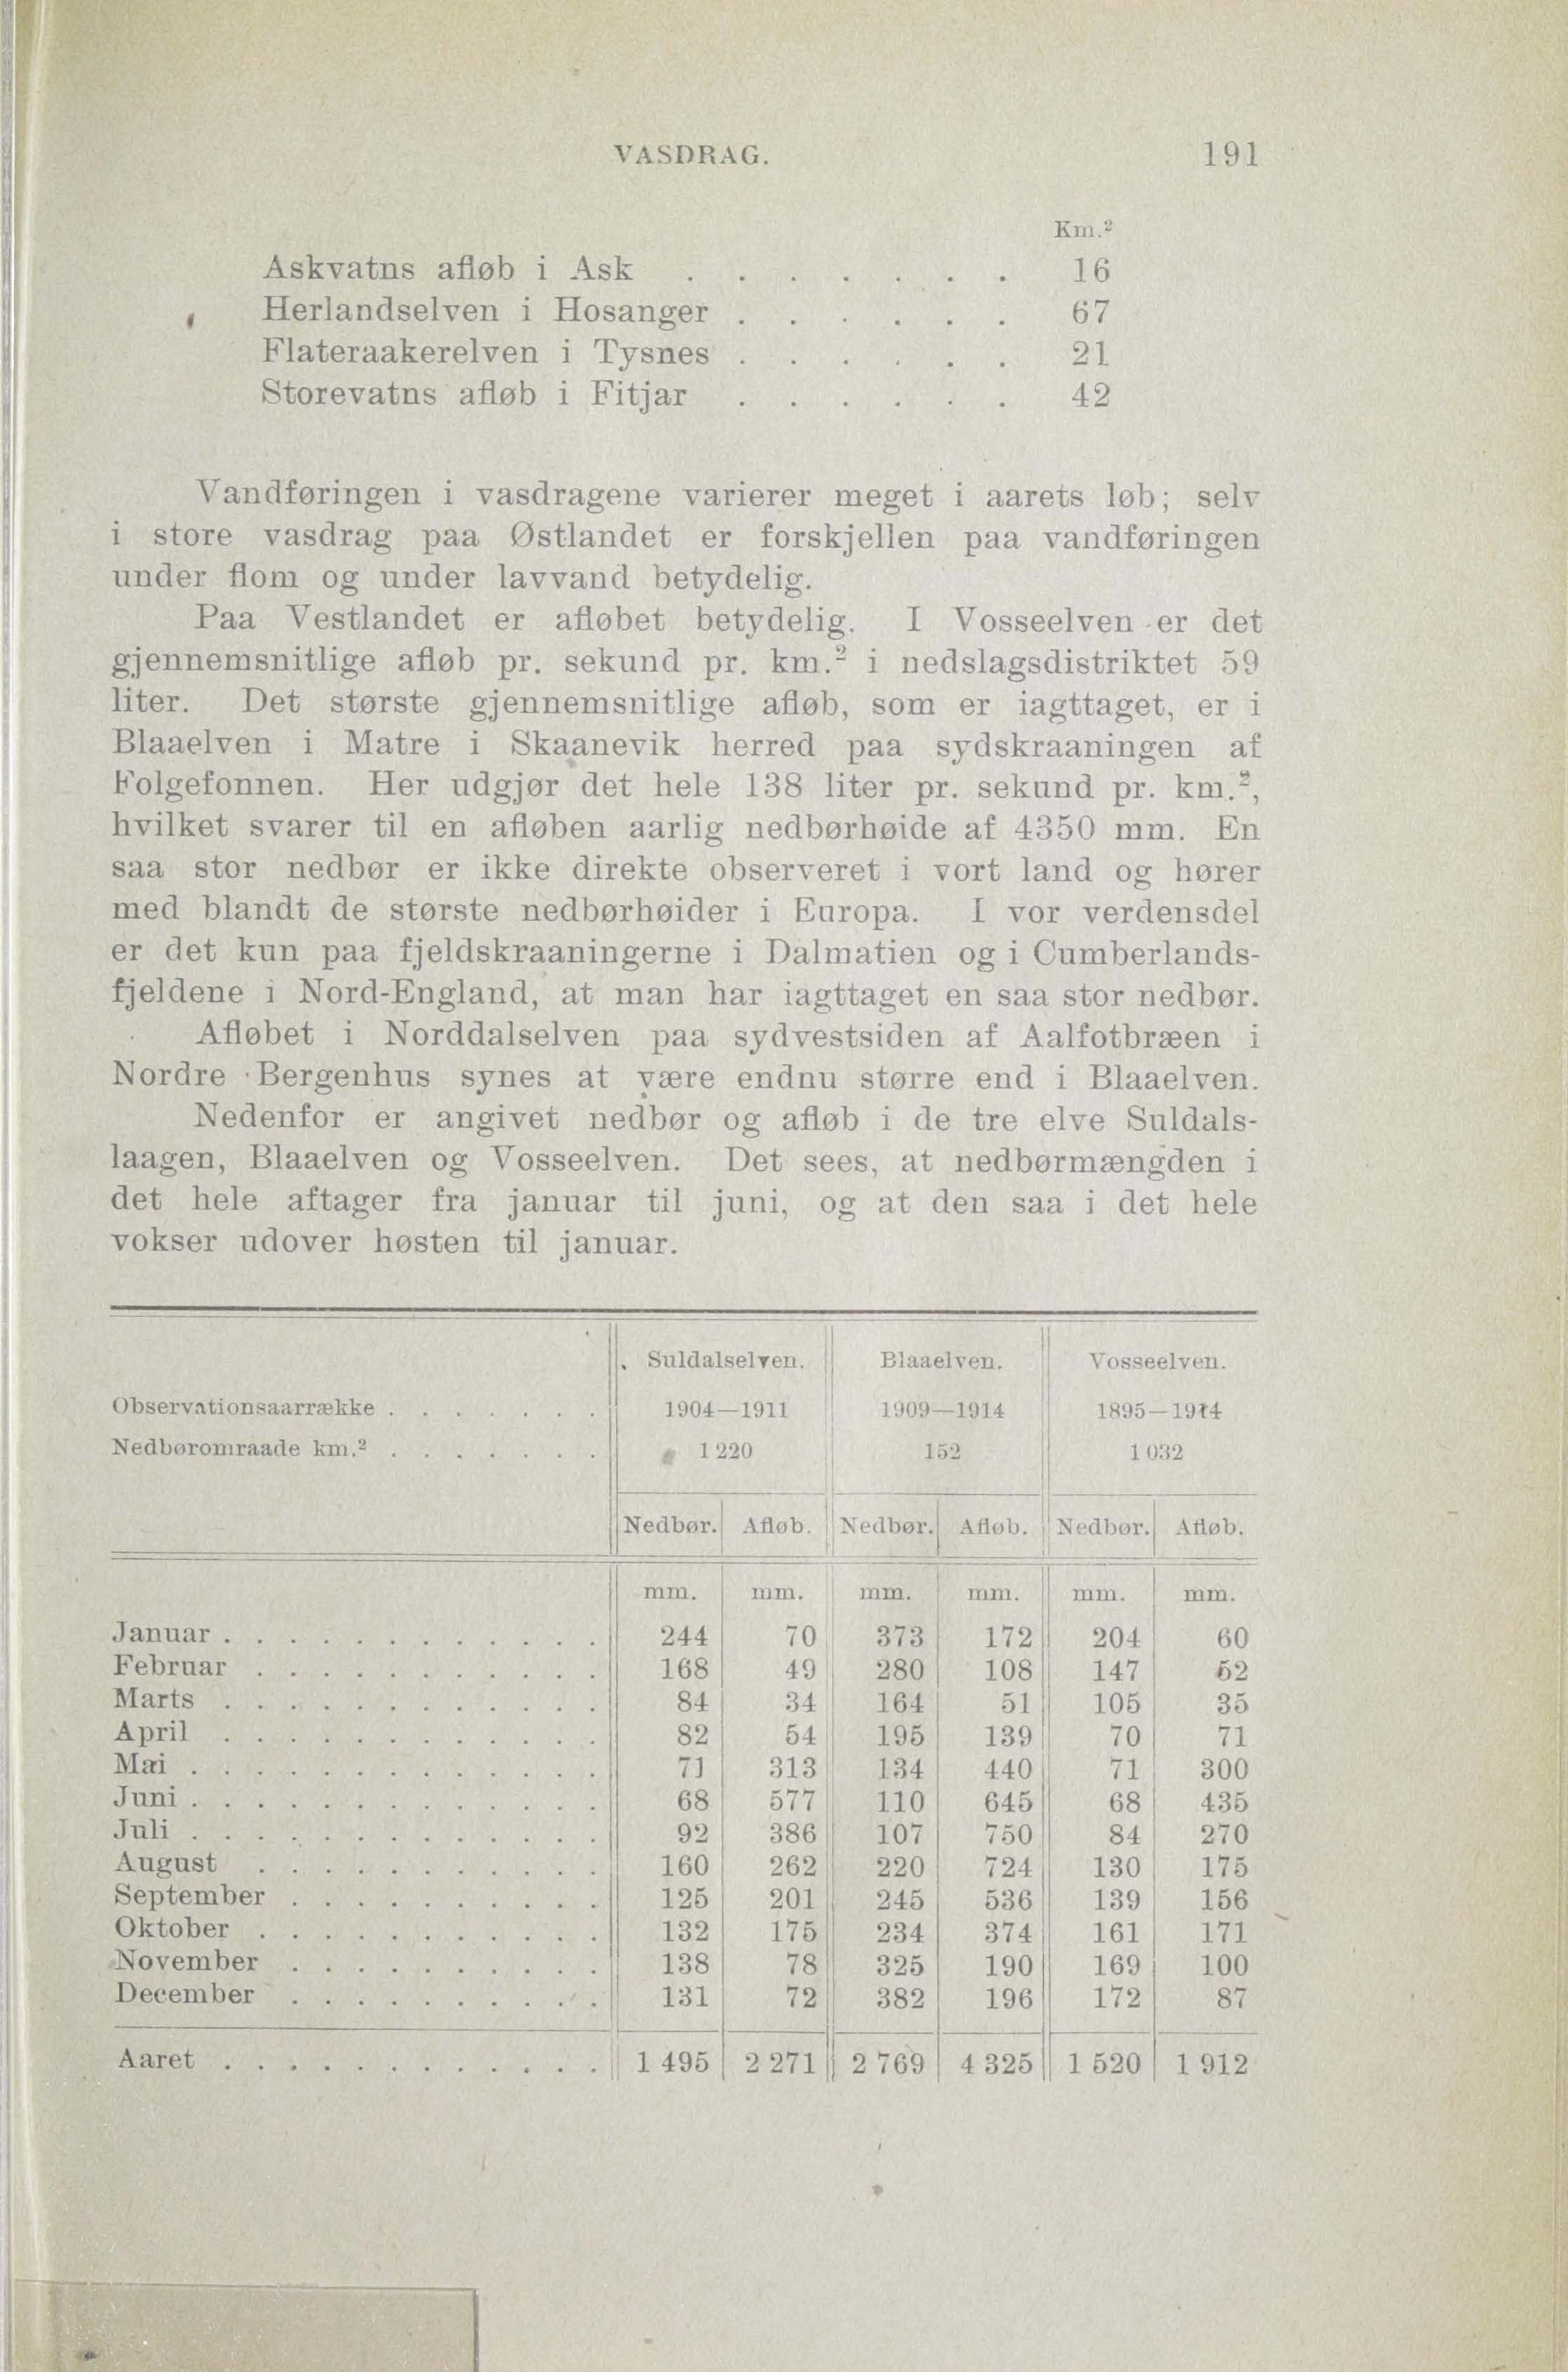 VASDRAG. 191
Km.²
Askvatns afløb i Ask . . . . . . . 16
Herlandselven i Hosanger . . . . . . 67
Flateraakerelven i Tysnes . . . . . . 21
Storevatns afløb i Fitjar . . . . . . 42
Vandføringen i vasdragene varierer meget i aarets løb; selv
i store vasdrag paa Østlandet er forskjellen paa vandføringen
under flom og under lavvand betydelig.
Paa Vestlandet er afløbet betydelig. I Vosseelven er det
gjennemsnitlige afløb pr. sekund pr. km.² i nedslagsdistriktet 59
liter. Det største gjennemsnitlige afløb, som er iagttaget, er i
Blaaelven i Matre i Skaanevik herred paa sydskraaningen af
Folgefonnen. Her udgjør det hele 138 liter pr. sekund pr. km.²,
hvilket svarer til en afløben aarlig nedbørhøide af 4350 mm. En
saa stor nedbør er ikke direkte observeret i vort land og hører
med blandt de største nedbørhøider i Europa. I vor verdensdel
er det kun paa fjeldskraaningerne i Dalmatien og i Cumberlands-
fjeldene i Nord-England, at man har iagttaget en saa stor nedbør.
Afløbet i Norddalselven paa sydvestsiden af Aalfotbræen i
Nordre Bergenhus synes at være endnu større end i Blaaelven.
Nedenfor er angivet nedbør og afløb i de tre elve Suldals-
laagen, Blaaelven og Vosseelven. Det sees, at nedbørmængden i
det hele aftager fra januar til juni, og at den saa i det hele
vokser udover høsten til januar.
Suldalselven. Blaaelven. Vosseelven.
Observationsaarrække . . . . . . . 1904—1911 1909—1914 1895—1914
Nedbøromraade km.² . . . . . . . 1 220 152 1 032
Nedbør. Afløb. Nedbør. Afløb. Nedbør. Afløb.
mm. mm. mm. mm. mm. mm.
Januar . . . . . . . . . . . . 244 70 373 172 204 60
Februar . . . . . . . . . . . 168 49 280 108 147 52
Marts . . . . . . . . . . . . 84 34 164 51 105 35
April . . . . . . . . . . . . 82 54 195 139 70 71
Mai . . . . . . . . . . . . . 71 313 134 440 71 300
Juni . . . . . . . . . . . . . 68 577 110 645 68 435
Juli . . . . . . . . . . . . . 92 386 107 750 84 270
August . . . . . . . . . . . 160 262 220 724 130 175
September . . . . . . . . . . 125 201 245 536 139 156
Oktober . . . . . . . . . . . 132 175 234 374 161 171
November . . . . . . . . . . 138 78 325 190 169 100
December . . . . . . . . . . 131 72 382 196 172 87
Aaret . . . . . . . . . . . . 1 495 2 271 2 769 4 325 1 520 1 912